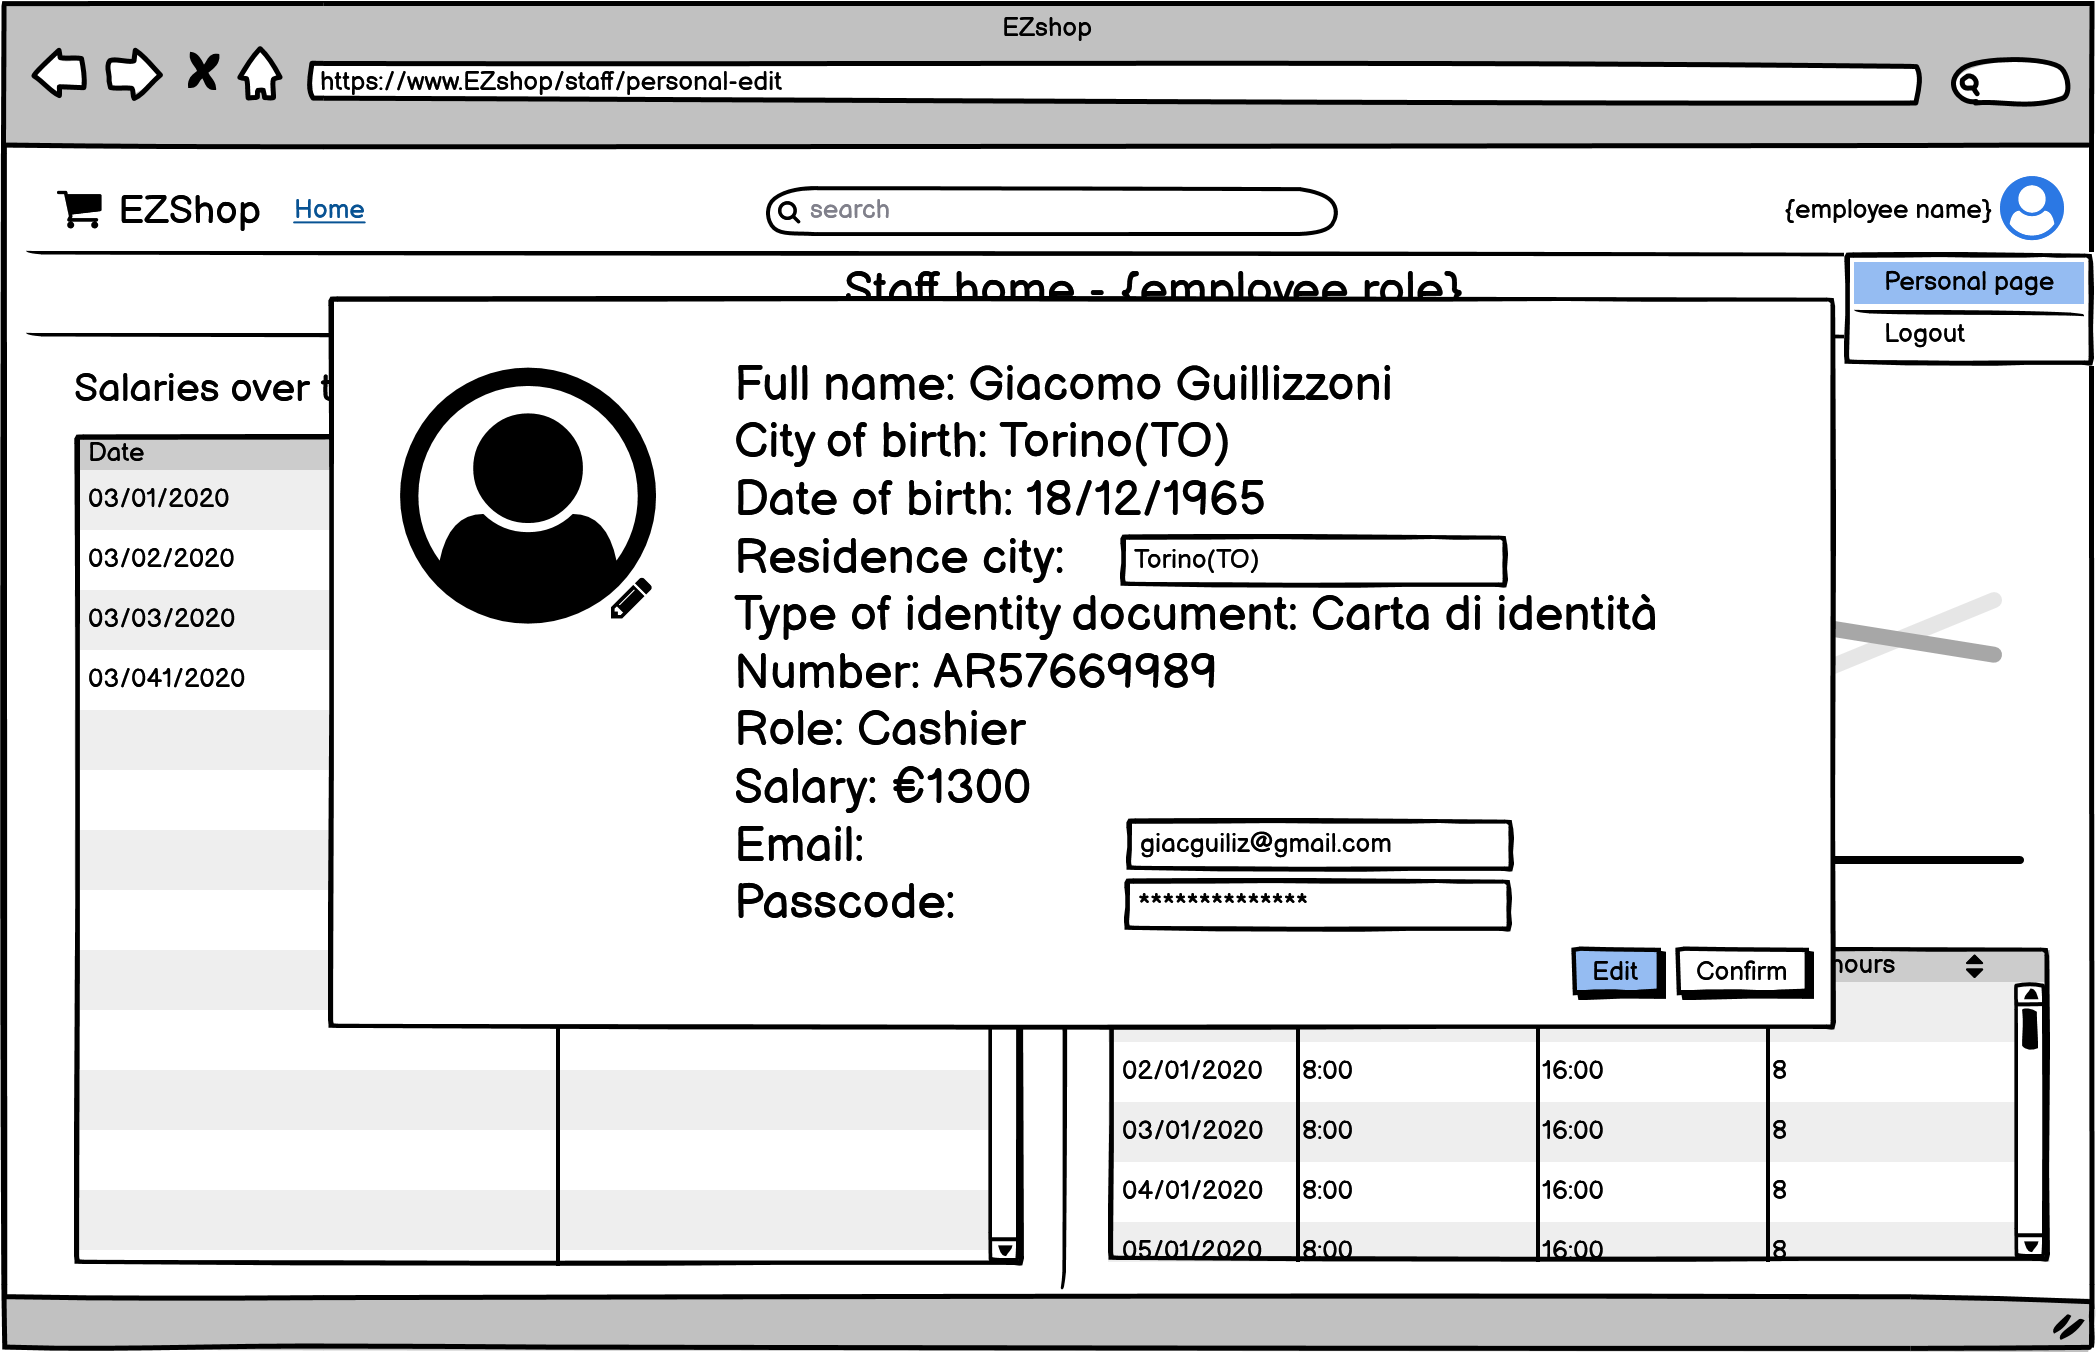 EZshop
https://www.EZshop/staff/personal-edit
EZShop Home search {employee name}
Staff home - {employee role}
Personal page
Logout
Salaries over t
Date
03/01/2020
03/02/2020
03/03/2020
03/041/2020
Full name: Giacomo Guillizzoni
City of birth: Torino(TO)
Date of birth: 18/12/1965
Residence city: Torino(TO)
Type of identity document: Carta di identità
Number: AR57669989
Role: Cashier
Salary: €1300
Email: giacguiliz@gmail.com
Passcode: **************
Edit Confirm
hours
02/01/2020 8:00 16:00 8
03/01/2020 8:00 16:00 8
04/01/2020 8:00 16:00 8
05/01/2020 8:00 16:00 8